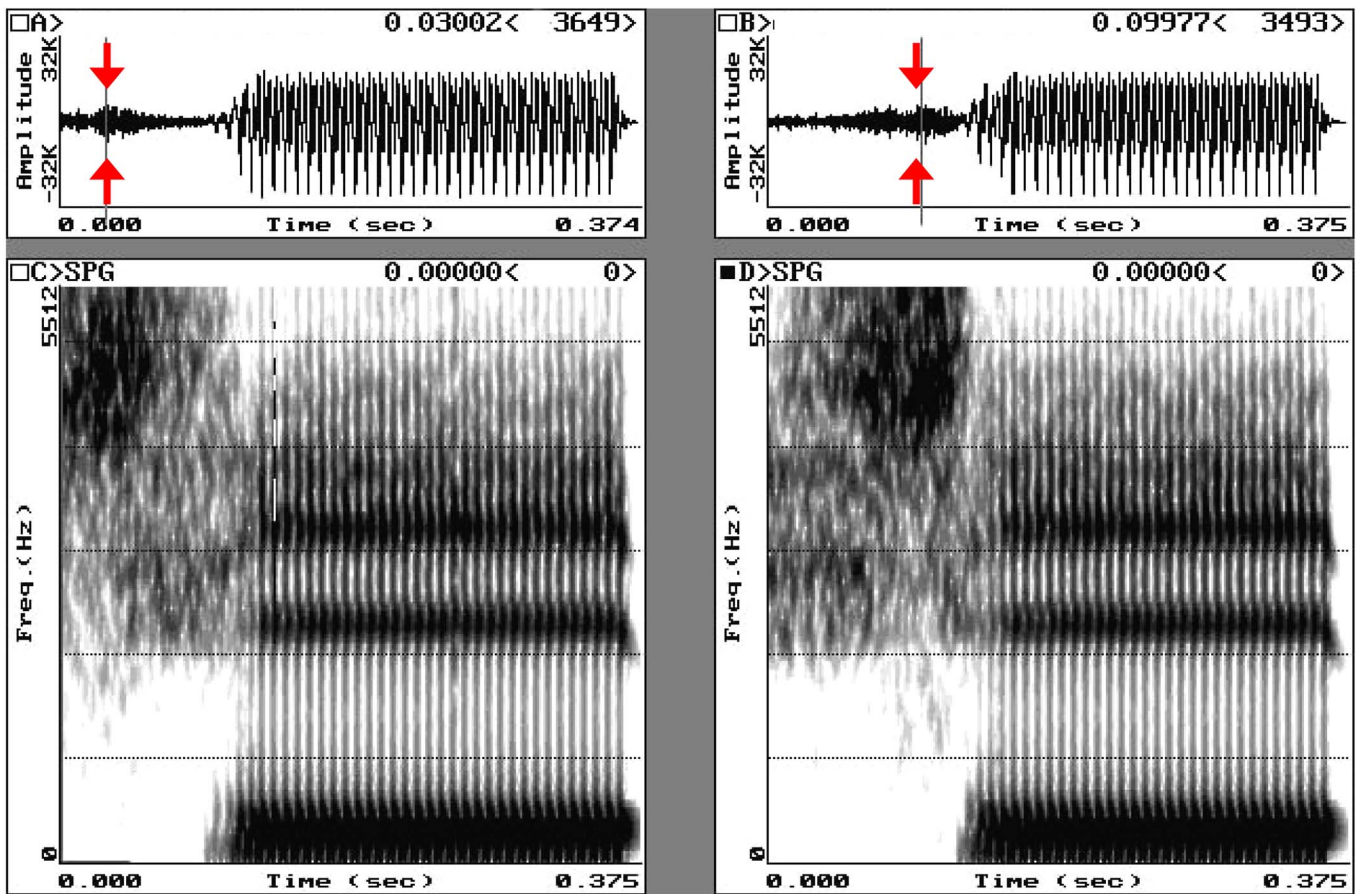 □A> 0.03002< 3649>
Amplitude
-32K 32K
0.000 Time (sec) 0.374
□B> 0.09977< 3493>
Amplitude
-32K 32K
0.000 Time (sec) 0.375
□C>SPG 0.00000< 0>
5512
Freq.(Hz)
0
0.000 Time (sec) 0.375
■D>SPG 0.00000< 0>
5512
Freq.(Hz)
0
0.000 Time (sec) 0.375